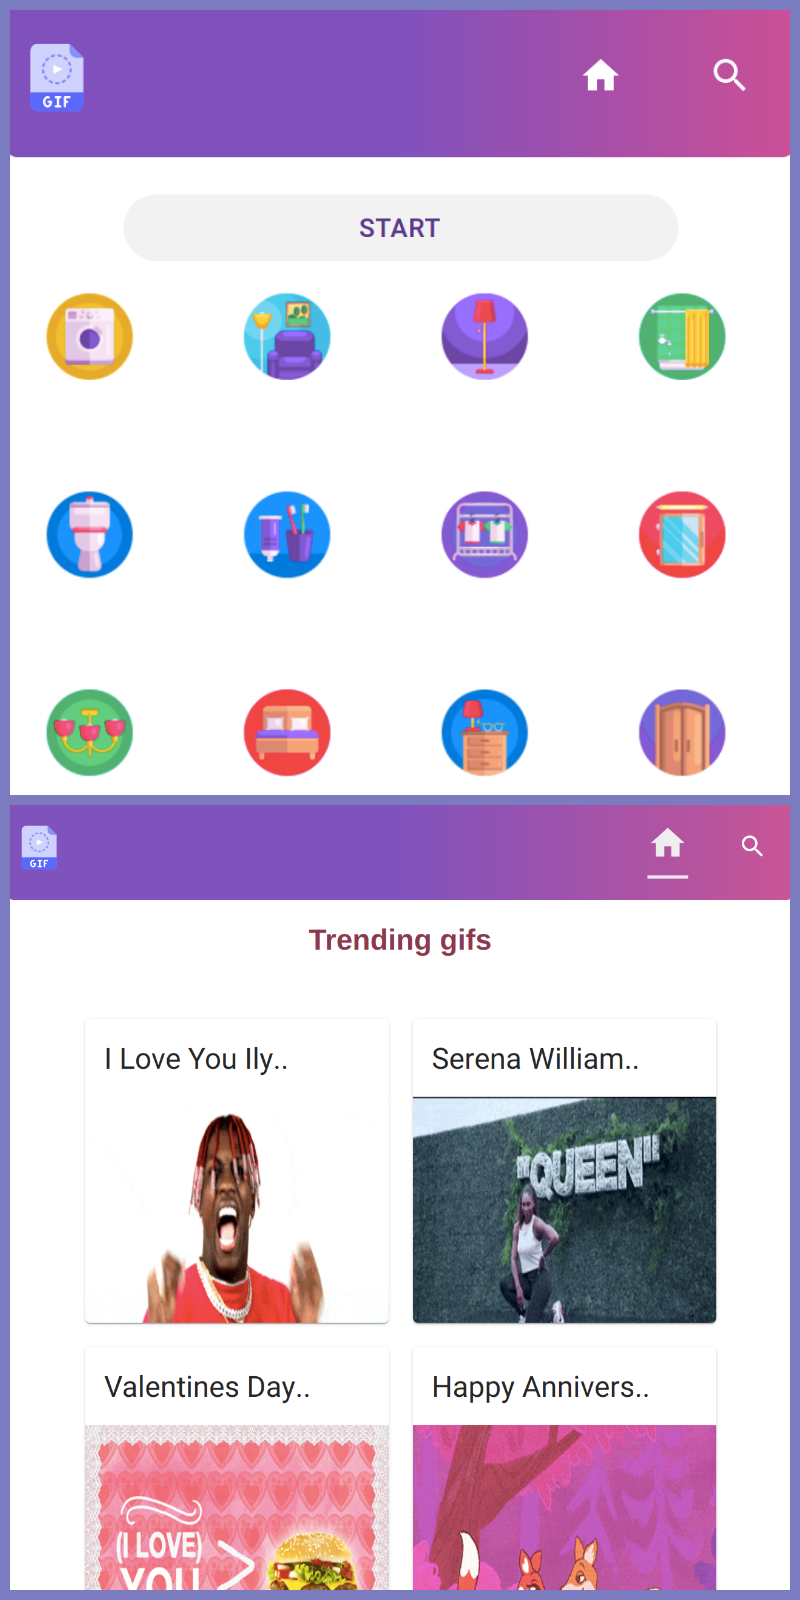 GIF
START
GIF
Trending gifs
I Love You Ily..
Serena William..
"QUEEN"
Valentines Day..
Happy Annivers..
(I LOVE)
YOU >